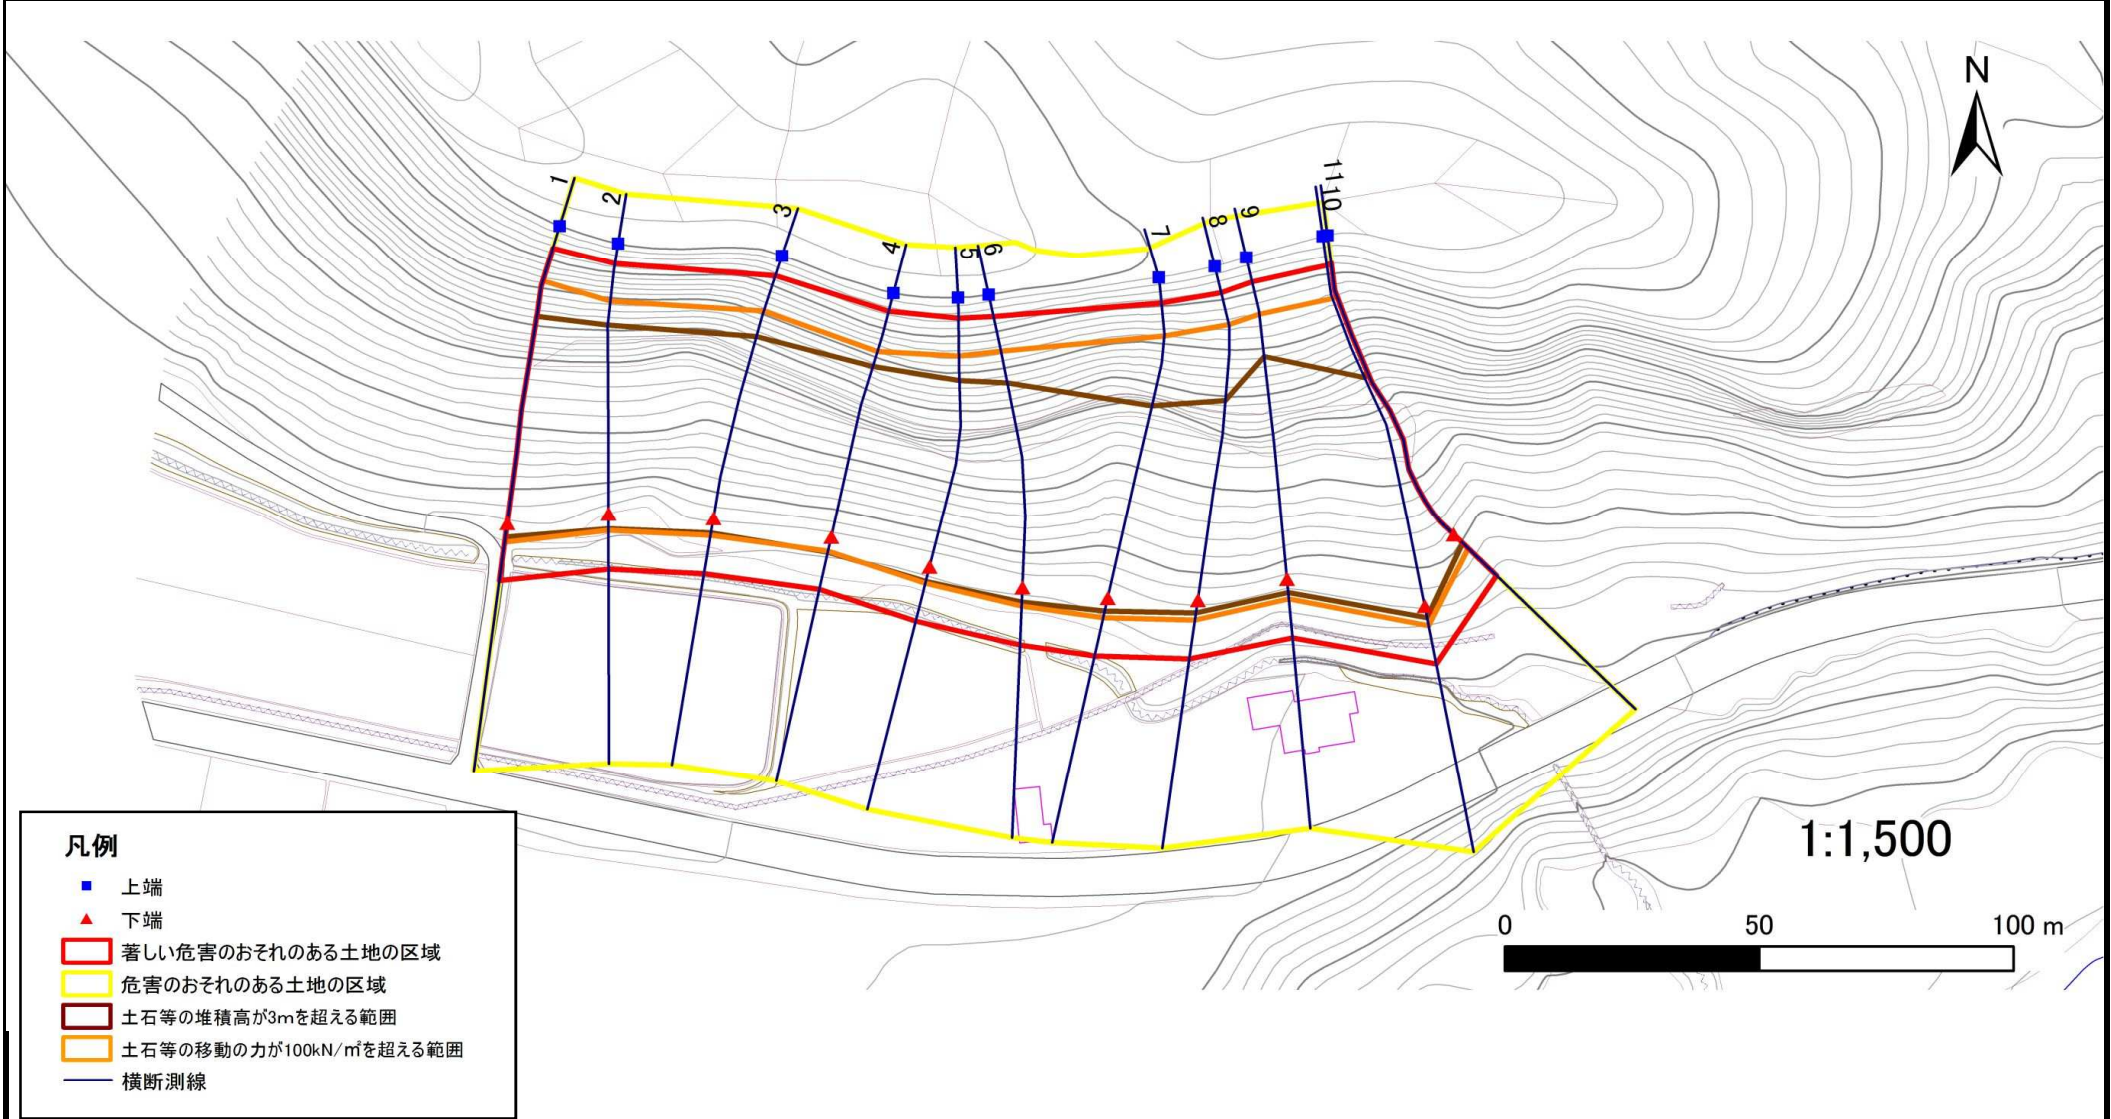 N
1
2
3
4
5
6
7
8
9
11
10
1:1,500
0 50 100 m
凡例
上端
下端
著しい危害のおそれのある土地の区域
危害のおそれのある土地の区域
土石等の堆積高が3mを超える範囲
土石等の移動の力が100kN/㎡を超える範囲
横断測線